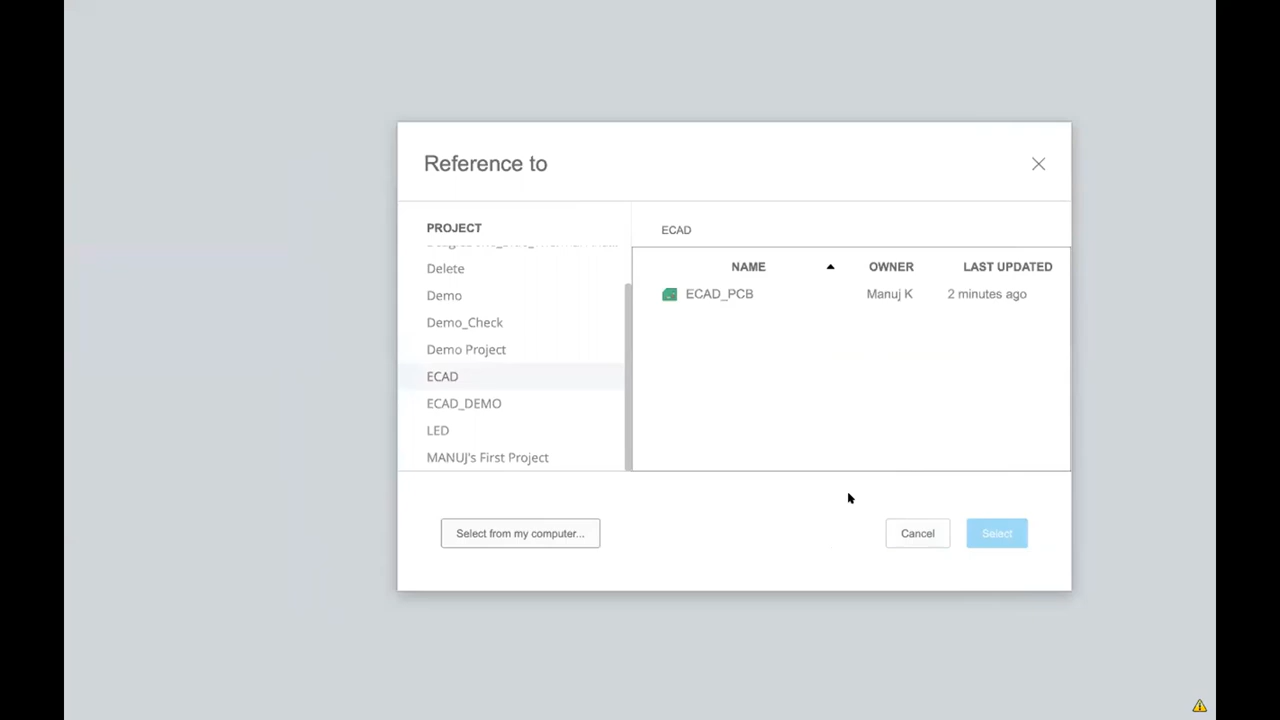 Reference to
PROJECT
Delete
Demo
Demo_Check
Demo Project
ECAD
ECAD_DEMO
LED
MANUJ's First Project
ECAD
NAME OWNER LAST UPDATED
ECAD_PCB Manuj K 2 minutes ago
Select from my computer... Cancel Select